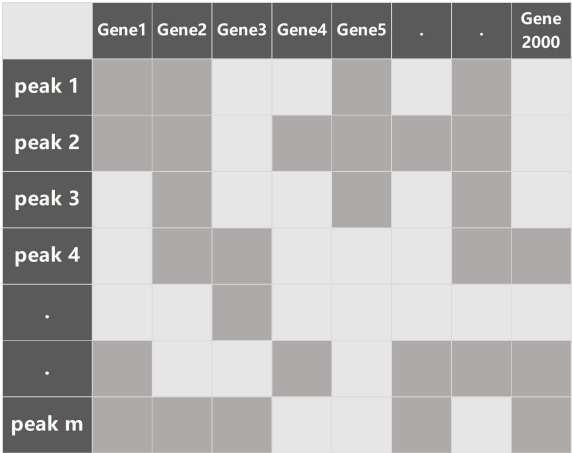 Gene1 Gene2 Gene3 Gene4 Gene5 . . Gene 2000
peak 1
peak 2
peak 3
peak 4
.
.
peak m